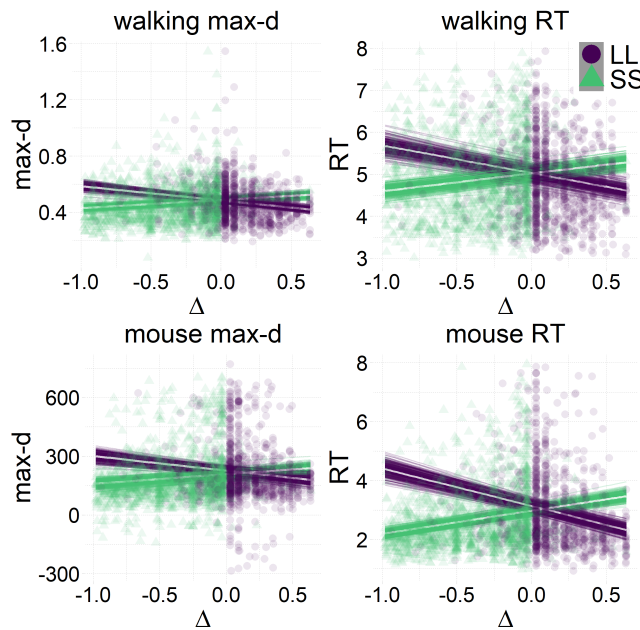 walking max-d
walking RT
1.6
1.2
0.8
0.4
max-d
-1.0
-0.5
0.0
0.5
Δ
8
7
6
5
4
3
RT
LL
SS
-1.0
-0.5
0.0
0.5
Δ
mouse max-d
mouse RT
600
300
0
-300
max-d
-1.0
-0.5
0.0
0.5
Δ
8
6
4
2
RT
-1.0
-0.5
0.0
0.5
Δ